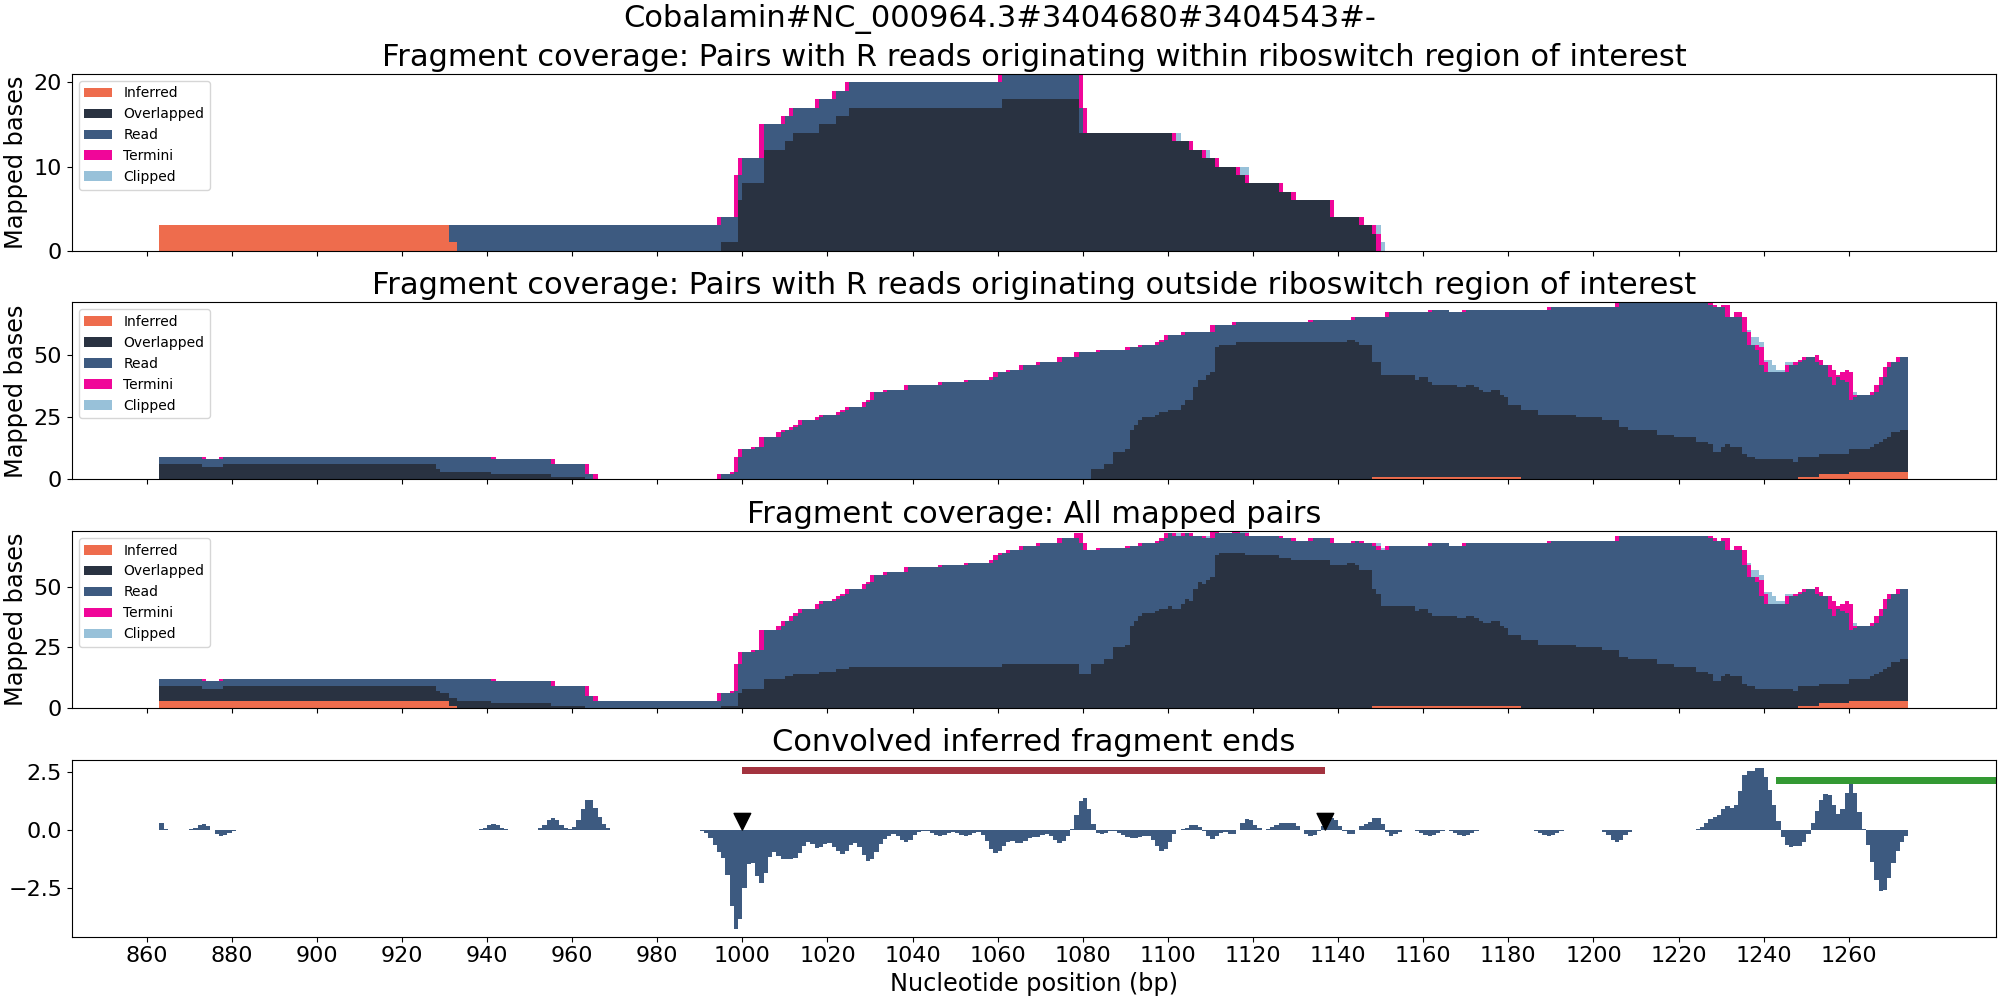 Cobalamin#NC_000964.3#3404680#3404543#-
Fragment coverage: Pairs with R reads originating within riboswitch region of interest
Mapped bases
20
10
0
Inferred
Overlapped
Read
Termini
Clipped
Fragment coverage: Pairs with R reads originating outside riboswitch region of interest
Mapped bases
50
25
0
Inferred
Overlapped
Read
Termini
Clipped
Fragment coverage: All mapped pairs
Mapped bases
50
25
0
Inferred
Overlapped
Read
Termini
Clipped
Convolved inferred fragment ends
2.5
0.0
−2.5
860 880 900 920 940 960 980 1000 1020 1040 1060 1080 1100 1120 1140 1160 1180 1200 1220 1240 1260
Nucleotide position (bp)